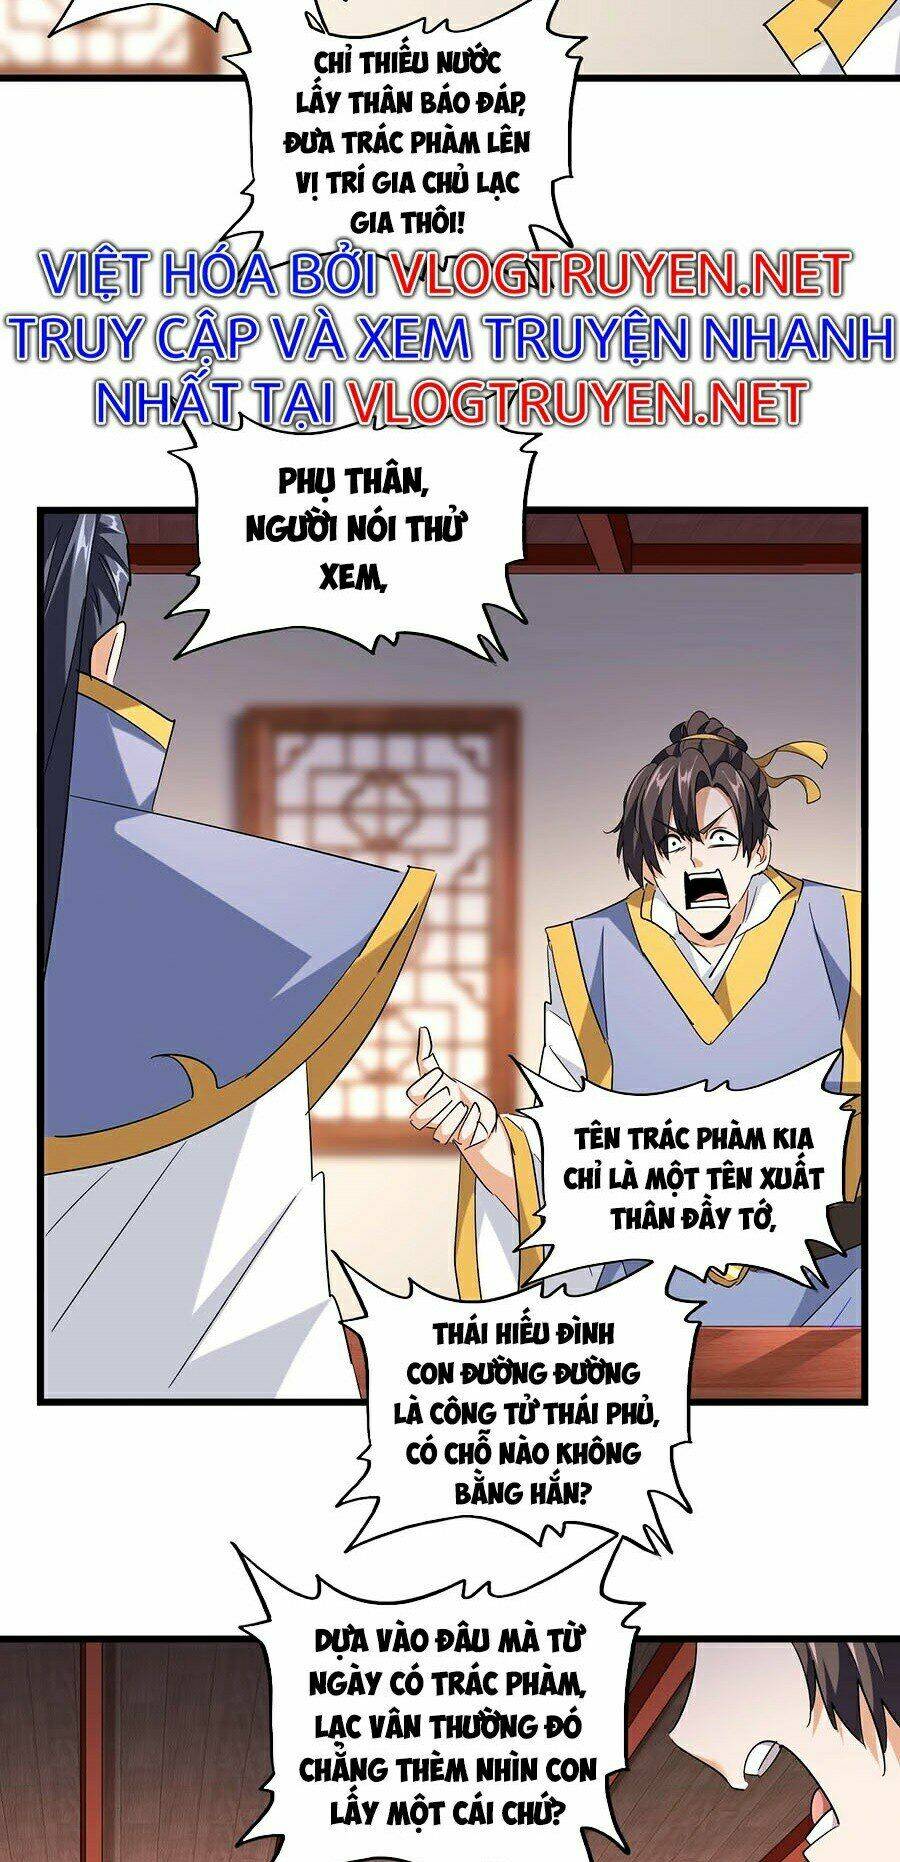 CHỈ THIẾU NƯỚC
LẤY THÂN BÁO ĐÁP,
ĐƯA TRÁC PHÀM LÊN
VỊ TRÍ GIA CHỦ LẠC
GIA THÔI!
VIỆT HÓA BỞI VLOGTRUYEN.NET
TRUY CẬP VÀ XEM TRUYỆN NHANH
NHẤT TẠI VLOGTRUYEN.NET
PHỤ THÂN,
NGƯỜI NÓI THỬ
XEM,
TÊN TRÁC PHÀM KIA
CHỈ LÀ MỘT TÊN XUẤT
THÂN ĐẦY TỚ,
THÁI HIẾU ĐÌNH
CON ĐƯỜNG ĐƯỜNG
LÀ CÔNG TỬ THÁI PHỦ,
CÓ CHỖ NÀO KHÔNG
BẰNG HẮN?
DỰA VÀO ĐÂU MÀ TỪ
NGÀY CÓ TRÁC PHÀM,
LẠC VÂN THƯỜNG ĐÓ
CHẲNG THÈM NHÌN CON
LẤY MỘT CÁI CHỨ?